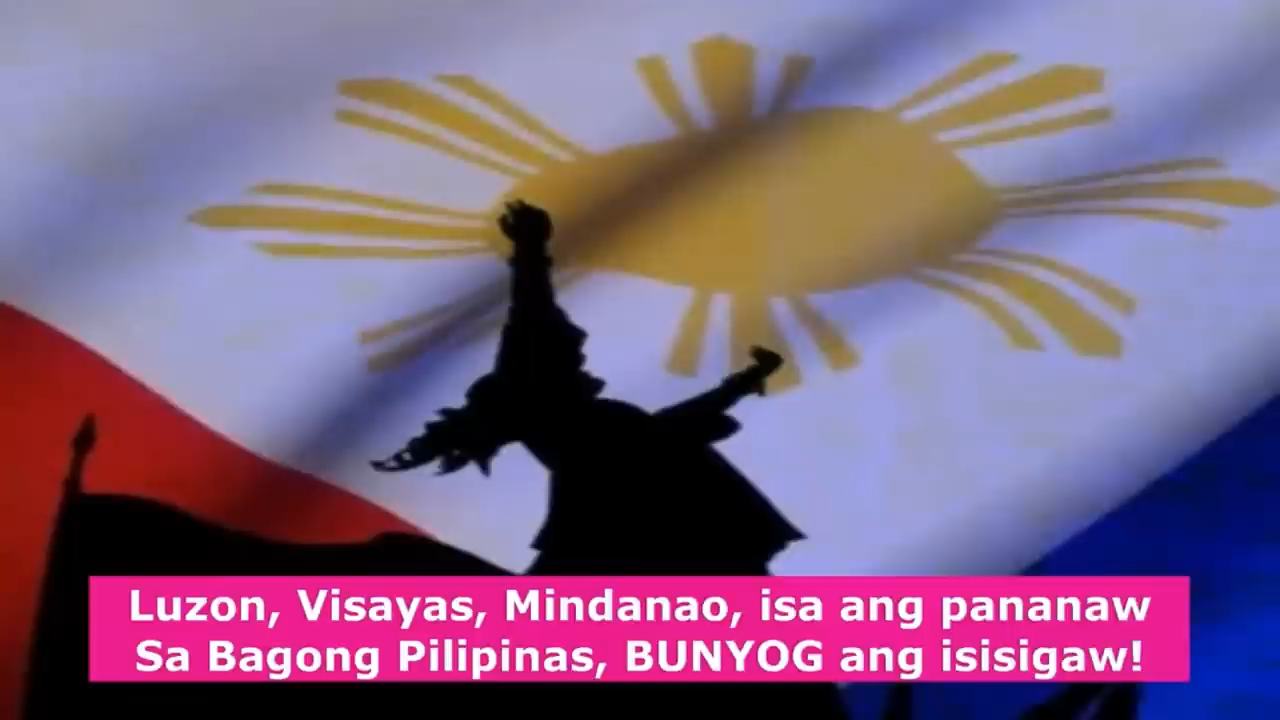 Luzon, Visayas, Mindanao, isa ang pananaw
Sa Bagong Pilipinas, BUNYOG ang isisigaw!